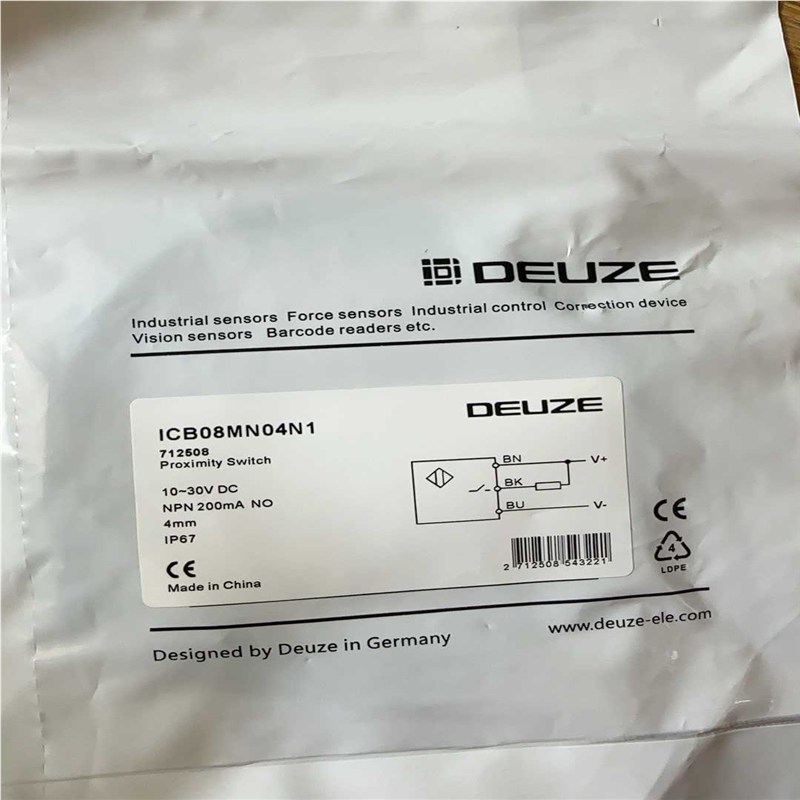 DEUZE
Industrial sensors Force sensors Industrial control Correction device
Vision sensors Barcode readers etc.
DEUZE
ICB08MN04N1
712508
Proximity Switch
10~30V DC
NPN 200mA NO
4mm
IP67
CE
Made in China
BN
V+
BK
BU
V-
2 712508 543221
CE
4
LDPE
www.deuze-ele.com
Designed by Deuze in Germany